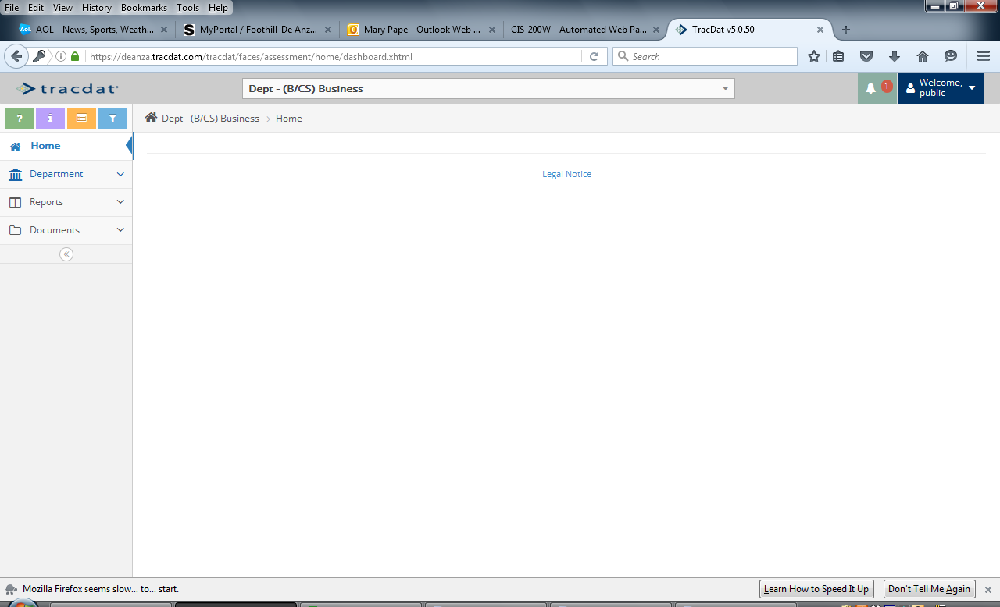 File Edit View History Bookmarks Tools Help
AOL - News, Sports, Weath... MyPortal / Foothill-De Anz... Mary Pape - Outlook Web ... CIS-200W - Automated Web Pa... TracDat v5.0.50
https://deanza.tracdat.com/tracdat/faces/assessment/home/dashboard.xhtml Search
tracdat Dept - (B/CS) Business 1 Welcome, public
? i Dept - (B/CS) Business > Home
Home
Department
Legal Notice
Reports
Documents
Mozilla Firefox seems slow... to... start. Learn How to Speed It Up Don't Tell Me Again